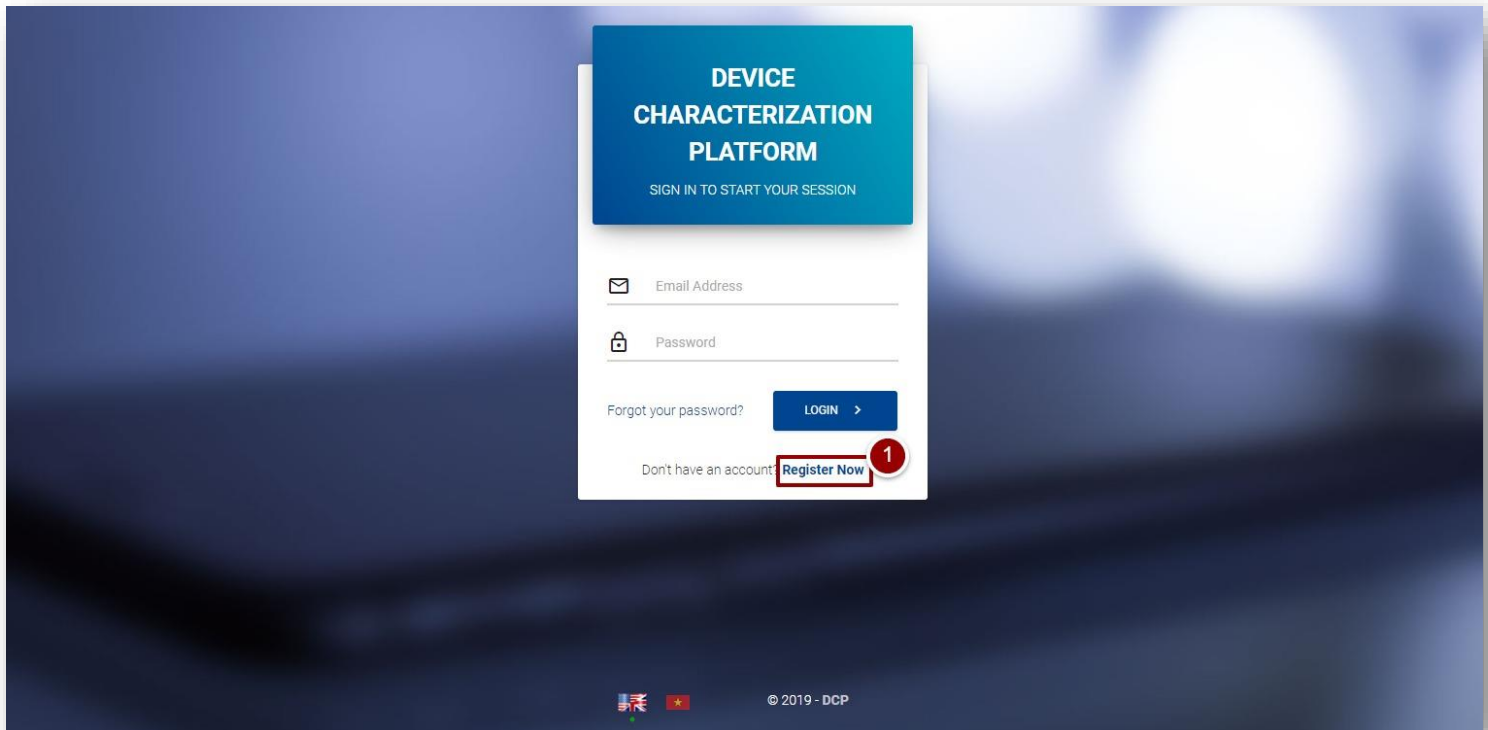 DEVICE
CHARACTERIZATION
PLATFORM
SIGN IN TO START YOUR SESSION
Email Address
Password
Forgot your password?
LOGIN
Don't have an account? Register Now
1
© 2019 - DCP